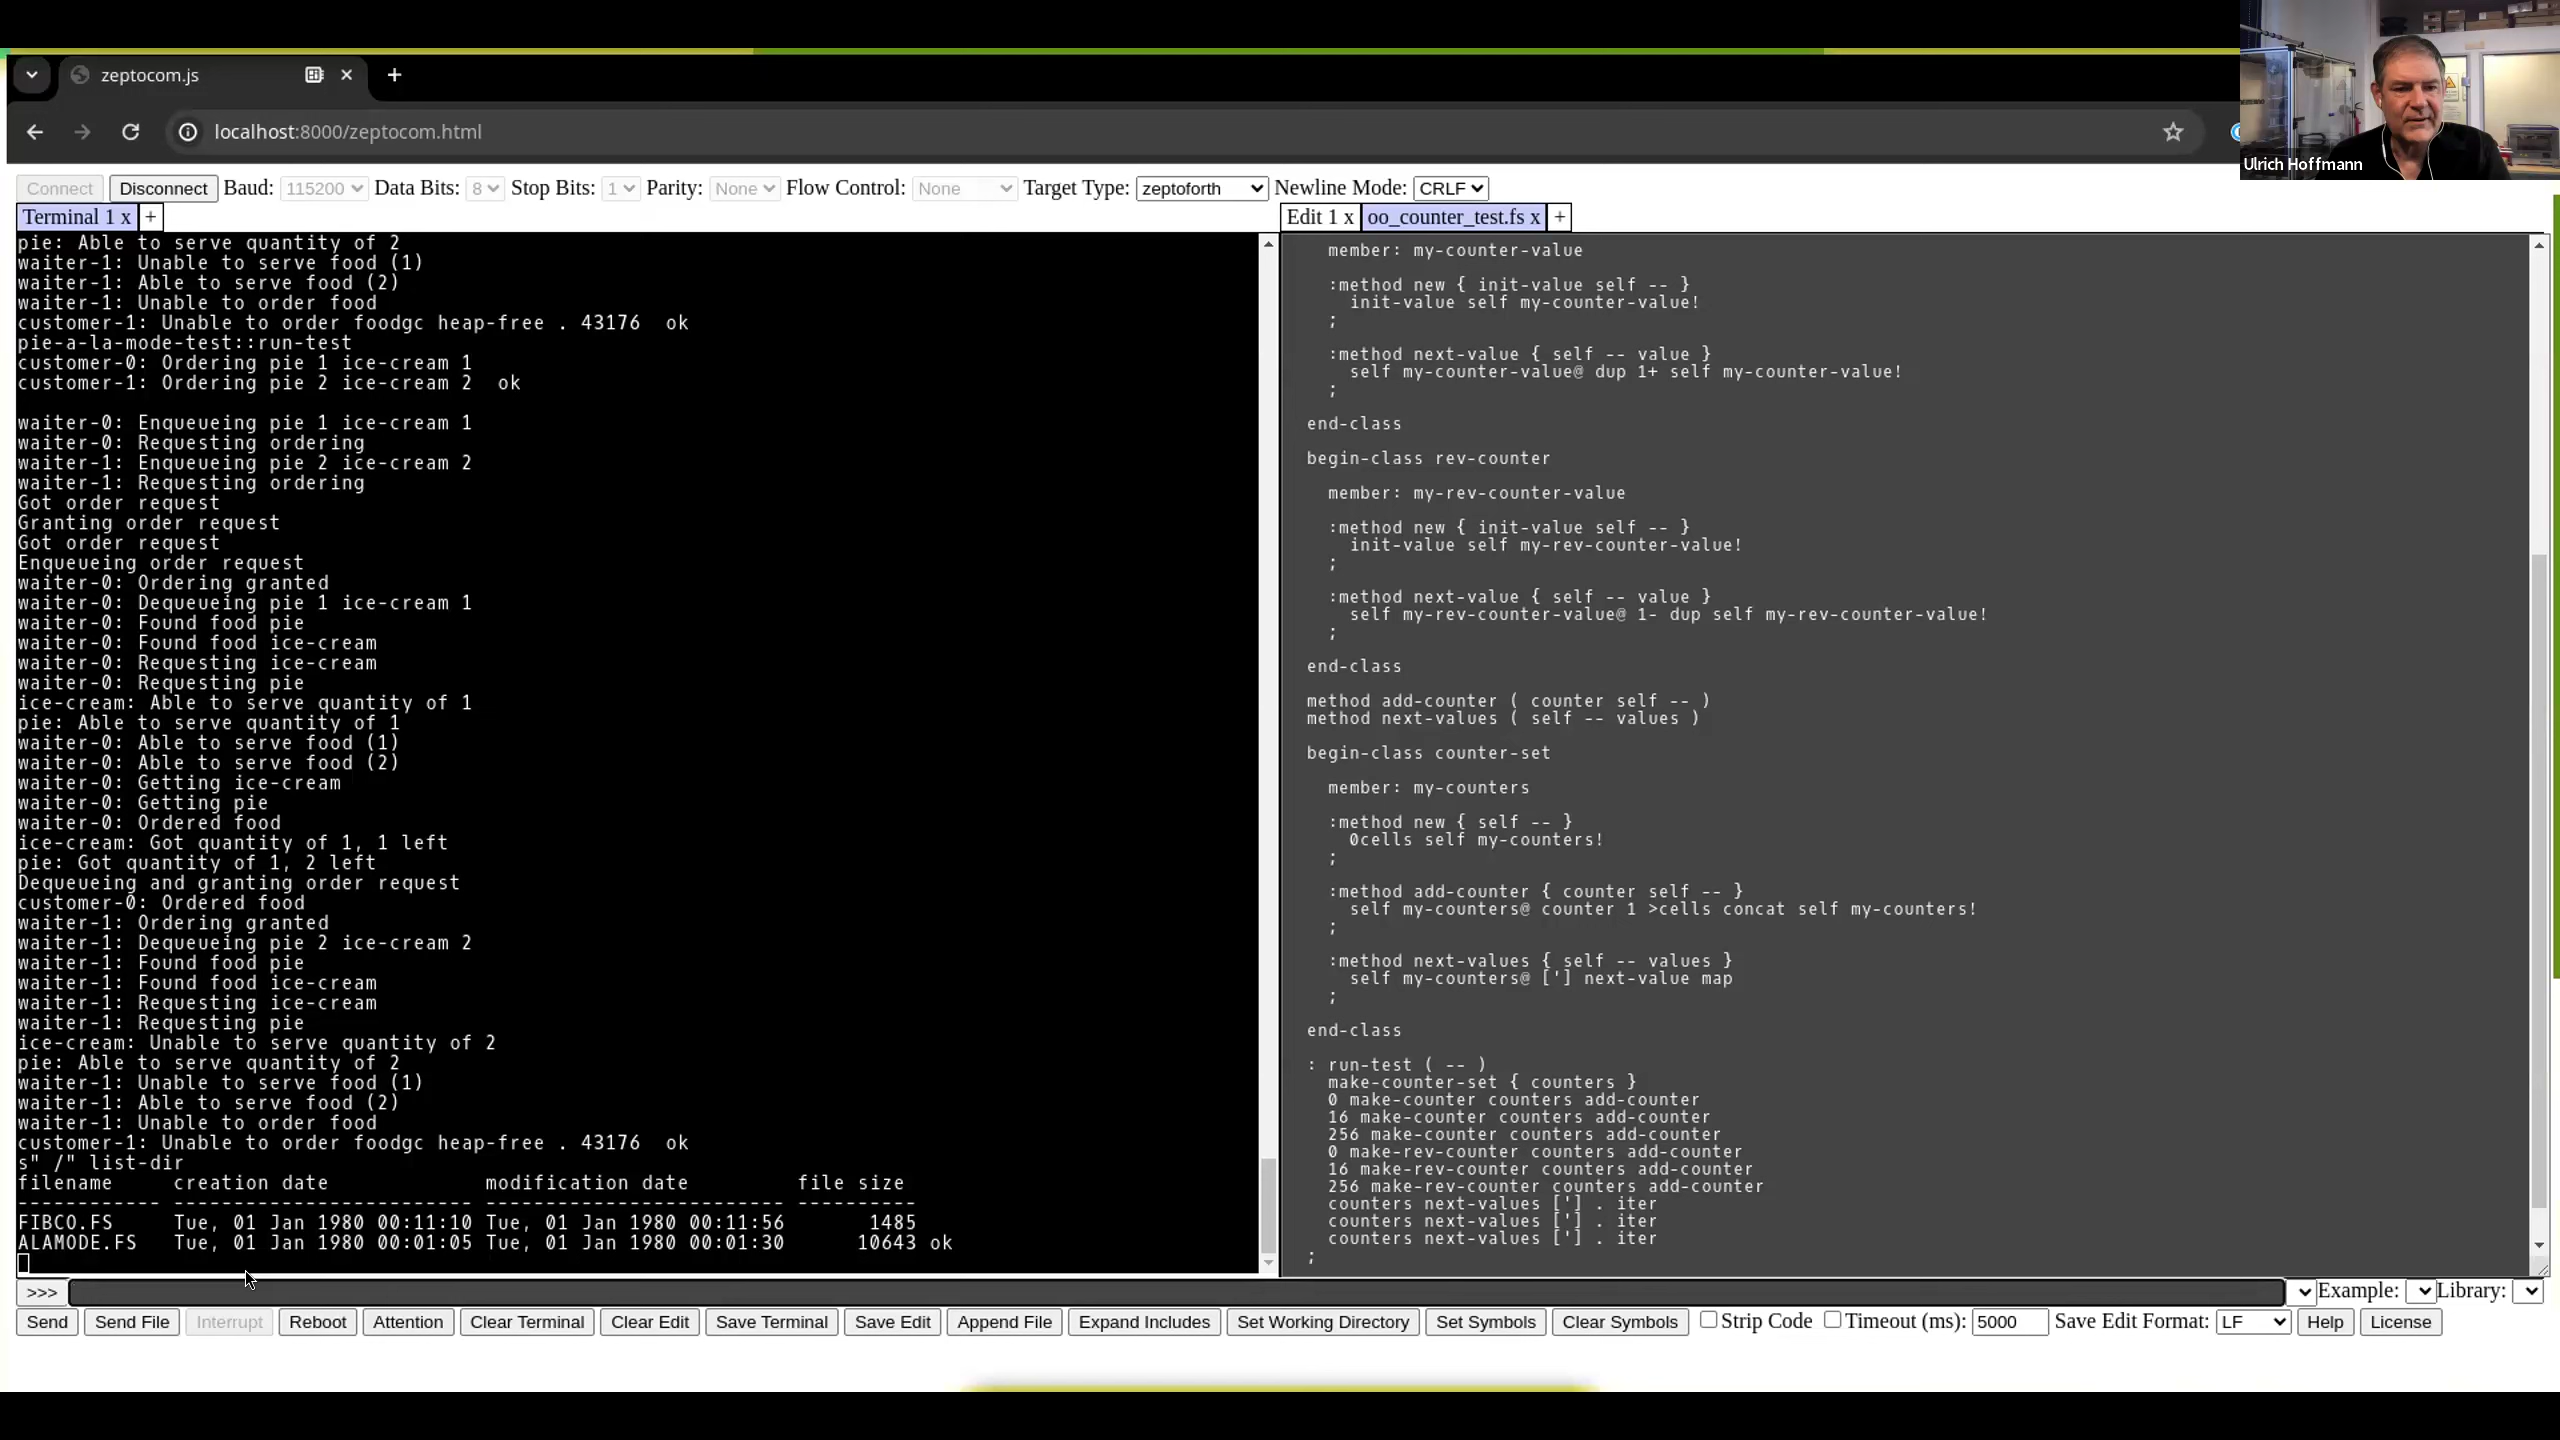 zeptocom.js
localhost:8000/zeptocom.html
Ulrich Hoffmann
Connect Disconnect Baud: 115200 Data Bits: 8 Stop Bits: 1 Parity: None Flow Control: None Target Type: zeptoforth Newline Mode: CRLF
Terminal 1 x +
pie: Able to serve quantity of 2
waiter-1: Unable to serve food (1)
waiter-1: Able to serve food (2)
waiter-1: Unable to order food
customer-1: Unable to order foodgc heap-free . 43176  ok
pie-a-la-mode-test::run-test
customer-0: Ordering pie 1 ice-cream 1
customer-1: Ordering pie 2 ice-cream 2  ok
waiter-0: Enqueueing pie 1 ice-cream 1
waiter-0: Requesting ordering
waiter-1: Enqueueing pie 2 ice-cream 2
waiter-1: Requesting ordering
Got order request
Granting order request
Got order request
Enqueueing order request
waiter-0: Ordering granted
waiter-0: Dequeueing pie 1 ice-cream 1
waiter-0: Found food pie
waiter-0: Found food ice-cream
waiter-0: Requesting ice-cream
waiter-0: Requesting pie
ice-cream: Able to serve quantity of 1
pie: Able to serve quantity of 1
waiter-0: Able to serve food (1)
waiter-0: Able to serve food (2)
waiter-0: Getting ice-cream
waiter-0: Getting pie
waiter-0: Ordered food
ice-cream: Got quantity of 1, 1 left
pie: Got quantity of 1, 2 left
Dequeueing and granting order request
customer-0: Ordered food
waiter-1: Ordering granted
waiter-1: Dequeueing pie 2 ice-cream 2
waiter-1: Found food pie
waiter-1: Found food ice-cream
waiter-1: Requesting ice-cream
waiter-1: Requesting pie
ice-cream: Unable to serve quantity of 2
pie: Able to serve quantity of 2
waiter-1: Unable to serve food (1)
waiter-1: Able to serve food (2)
waiter-1: Unable to order food
customer-1: Unable to order foodgc heap-free . 43176  ok
s" /" list-dir
filename     creation date             modification date         file size
------------ ------------------------- ------------------------- ----------
FIBCO.FS     Tue, 01 Jan 1980 00:11:10 Tue, 01 Jan 1980 00:11:56       1485
ALAMODE.FS   Tue, 01 Jan 1980 00:01:05 Tue, 01 Jan 1980 00:01:30      10643 ok
Edit 1 x oo_counter_test.fs x +
member: my-counter-value
:method new { init-value self -- }
init-value self my-counter-value!
;
:method next-value { self -- value }
self my-counter-value@ dup 1+ self my-counter-value!
;
end-class
begin-class rev-counter
member: my-rev-counter-value
:method new { init-value self -- }
init-value self my-rev-counter-value!
;
:method next-value { self -- value }
self my-rev-counter-value@ 1- dup self my-rev-counter-value!
;
end-class
method add-counter ( counter self -- )
method next-values ( self -- values )
begin-class counter-set
member: my-counters
:method new { self -- }
0cells self my-counters!
;
:method add-counter { counter self -- }
self my-counters@ counter 1 >cells concat self my-counters!
;
:method next-values { self -- values }
self my-counters@ ['] next-value map
;
end-class
: run-test ( -- )
make-counter-set { counters }
0 make-counter counters add-counter
16 make-counter counters add-counter
256 make-counter counters add-counter
0 make-rev-counter counters add-counter
16 make-rev-counter counters add-counter
256 make-rev-counter counters add-counter
counters next-values ['] . iter
counters next-values ['] . iter
counters next-values ['] . iter
;
>>> Example: Library:
Send Send File Interrupt Reboot Attention Clear Terminal Clear Edit Save Terminal Save Edit Append File Expand Includes Set Working Directory Set Symbols Clear Symbols Strip Code Timeout (ms): 5000 Save Edit Format: LF Help License